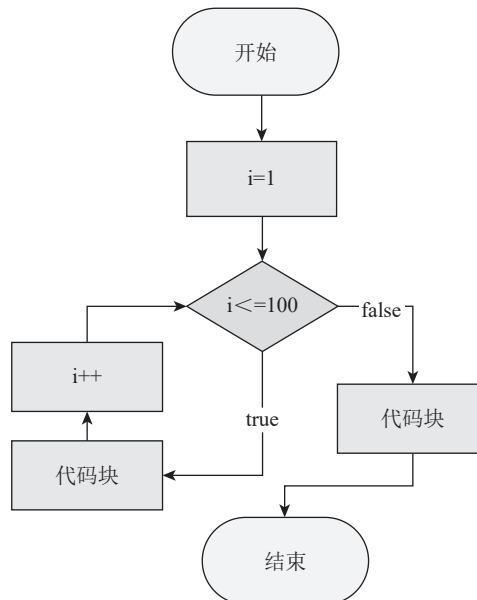 开始
i=1
i<=100
false
i++
代码块
true
代码块
结束